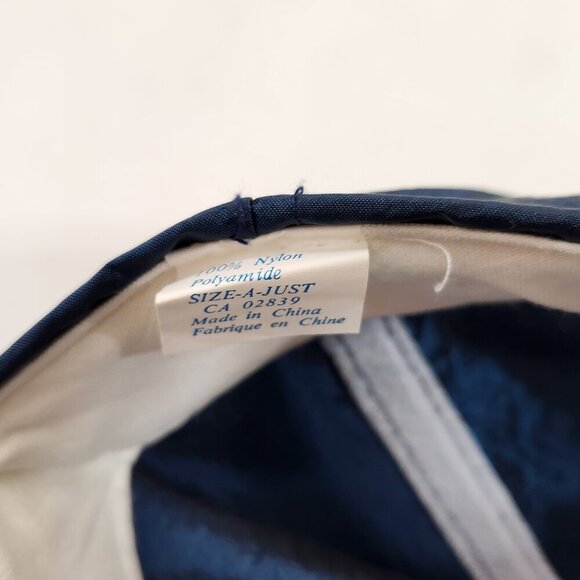 100% Nylon
Polyamide
SIZE-A-JUST
CA 02839
Made in China
Fabrique en Chine